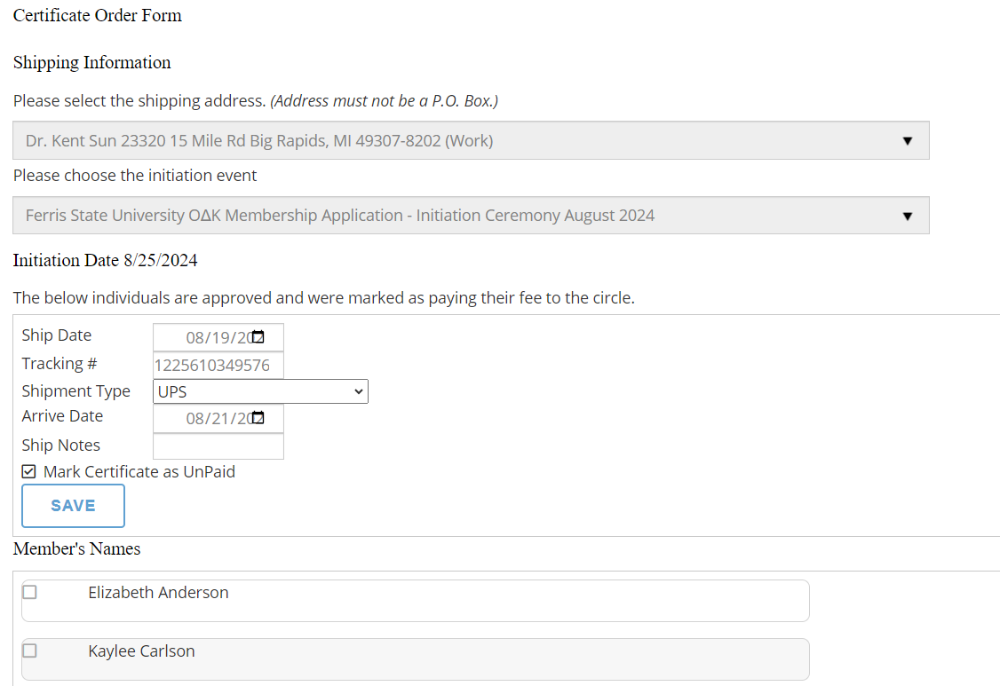 Certificate Order Form
Shipping Information
Please select the shipping address. (Address must not be a P.O. Box.)
Dr. Kent Sun 23320 15 Mile Rd Big Rapids, MI 49307-8202 (Work)
Please choose the initiation event
Ferris State University ΟΔΚ Membership Application - Initiation Ceremony August 2024
Initiation Date 8/25/2024
The below individuals are approved and were marked as paying their fee to the circle.
Ship Date 08/19/202
Tracking # 1225610349576
Shipment Type UPS
Arrive Date 08/21/202
Ship Notes
Mark Certificate as UnPaid
SAVE
Member's Names
Elizabeth Anderson
Kaylee Carlson